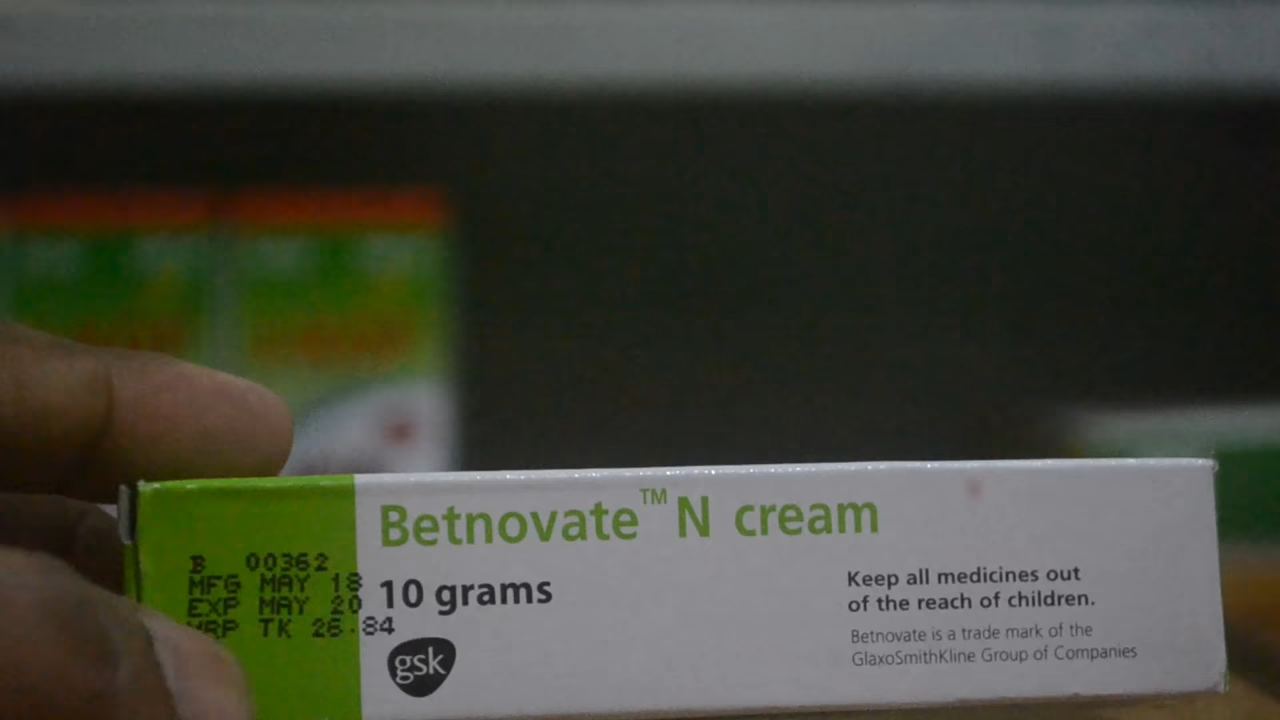 Betnovate™ N cream
10 grams
B 00362
MFG MAY 18
EXP MAY 20
MRP TK 26.84
gsk
Keep all medicines out
of the reach of children.
Betnovate is a trade mark of the
GlaxoSmithKline Group of Companies